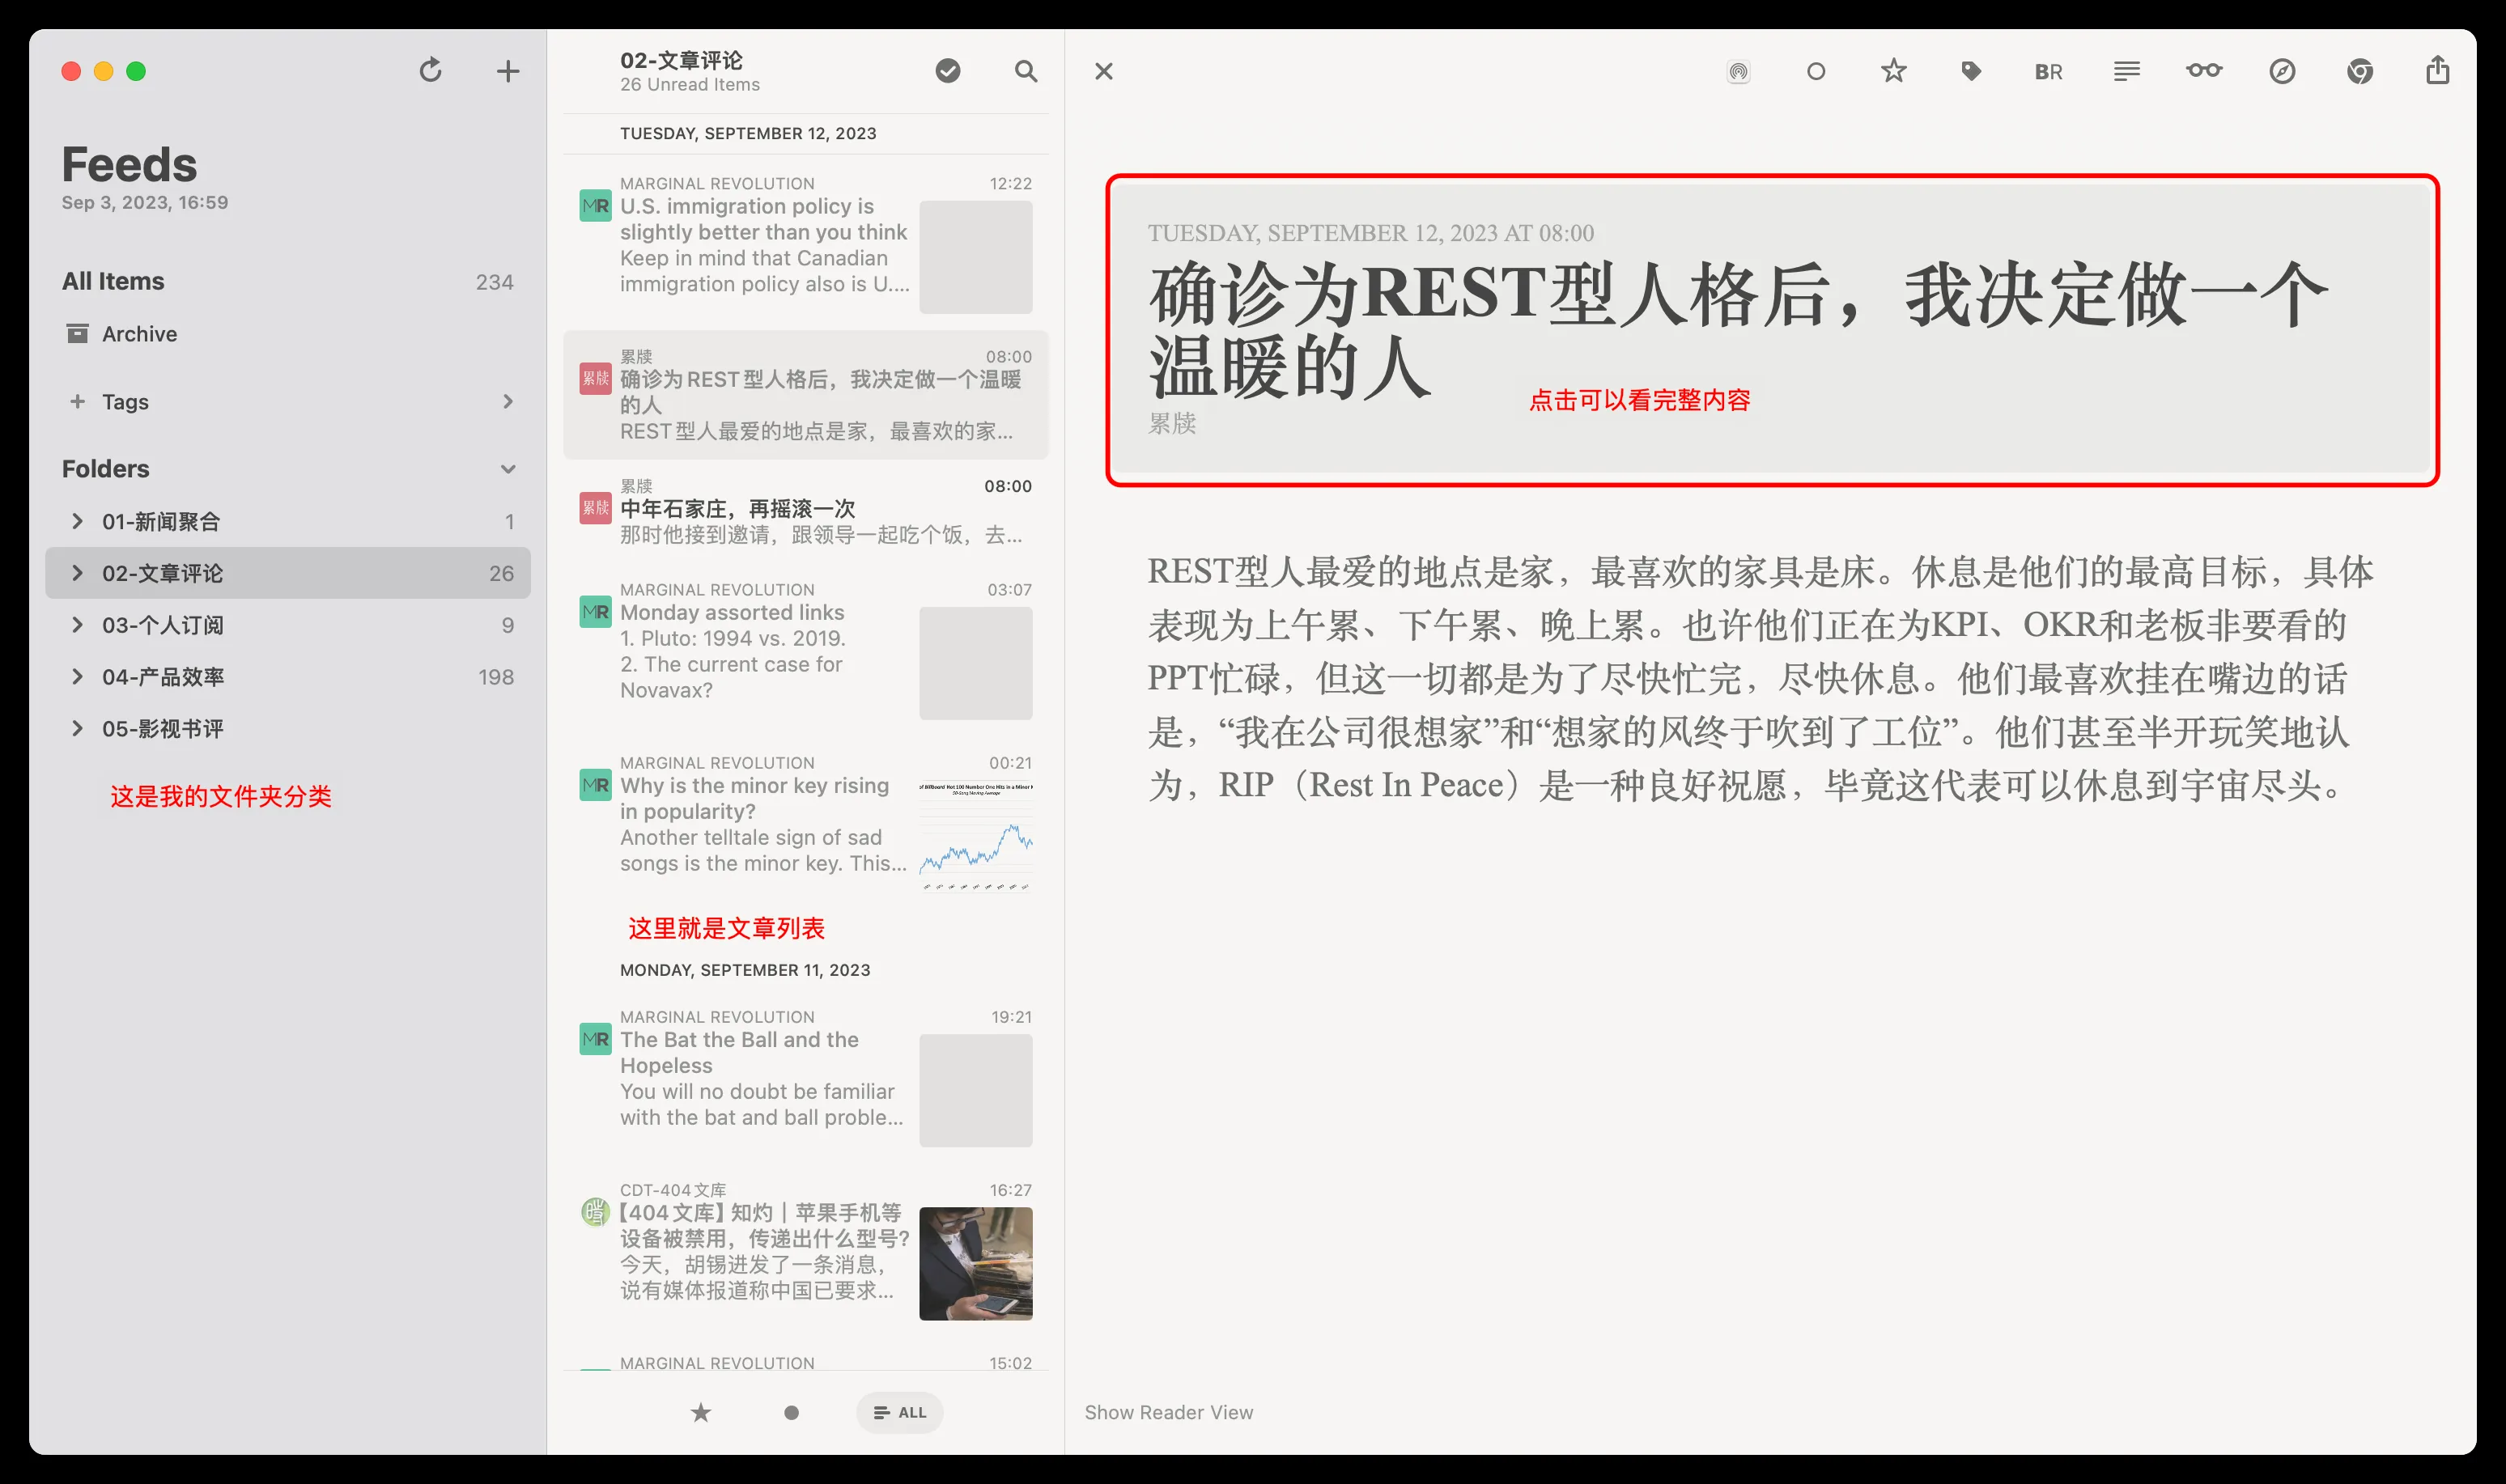 Feeds
Sep 3, 2023, 16:59
All Items
234
Archive
Tags
Folders
01-新闻聚合
1
02-文章评论
26
03-个人订阅
9
04-产品效率
198
05-影视书评
这是我的文件夹分类
02-文章评论
26 Unread Items
TUESDAY, SEPTEMBER 12, 2023
MARGINAL REVOLUTION
12:22
MR
U.S. immigration policy is
slightly better than you think
Keep in mind that Canadian
immigration policy also is U....
累牍
08:00
累牍
确诊为REST型人格后，我决定做一个温暖
的人
REST型人最爱的地点是家，最喜欢的家...
累牍
08:00
累牍
中年石家庄，再摇滚一次
那时他接到邀请，跟领导一起吃个饭，去...
MARGINAL REVOLUTION
03:07
MR
Monday assorted links
1. Pluto: 1994 vs. 2019.
2. The current case for
Novavax?
MARGINAL REVOLUTION
00:21
MR
Why is the minor key rising
in popularity?
Another telltale sign of sad
songs is the minor key. This...
of Billboard Hot 100 Number One Hits in a Minor K
这里就是文章列表
MONDAY, SEPTEMBER 11, 2023
MARGINAL REVOLUTION
19:21
MR
The Bat the Ball and the
Hopeless
You will no doubt be familiar
with the bat and ball proble...
CDT-404文库
16:27
【404文库】知灼｜苹果手机等
设备被禁用，传递出什么型号？
今天，胡锡进发了一条消息，
说有媒体报道称中国已要求...
MARGINAL REVOLUTION
15:02
ALL
BR
TUESDAY, SEPTEMBER 12, 2023 AT 08:00
确诊为REST型人格后，我决定做一个
温暖的人
点击可以看完整内容
累牍
REST型人最爱的地点是家，最喜欢的家具是床。休息是他们的最高目标，具体
表现为上午累、下午累、晚上累。也许他们正在为KPI、OKR和老板非要看的
PPT忙碌，但这一切都是为了尽快忙完，尽快休息。他们最喜欢挂在嘴边的话
是，“我在公司很想家”和“想家的风终于吹到了工位”。他们甚至半开玩笑地认
为，RIP（Rest In Peace）是一种良好祝愿，毕竟这代表可以休息到宇宙尽头。
Show Reader View